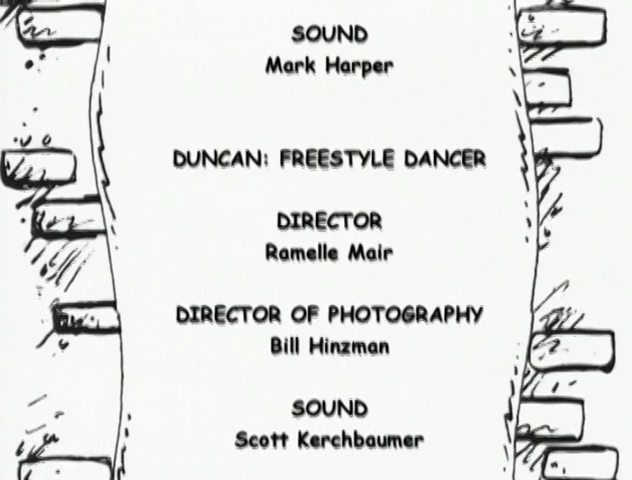 SOUND
Mark Harper
DUNCAN: FREESTYLE DANCER
DIRECTOR
Ramelle Mair
DIRECTOR OF PHOTOGRAPHY
Bill Hinzman
SOUND
Scott Kerchbaumer